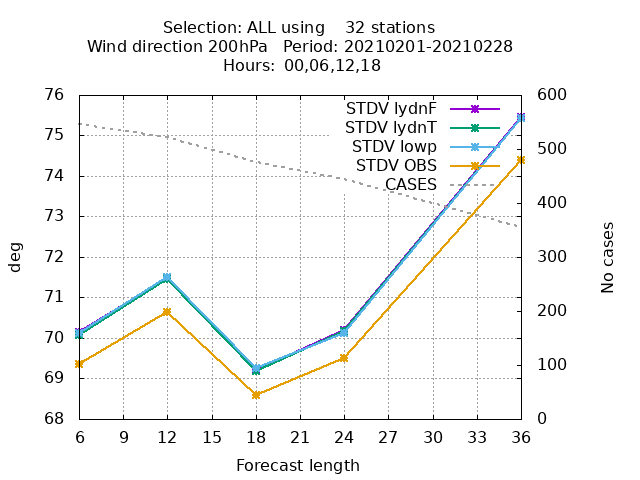 Selection: ALL using 32 stations
Wind direction 200hPa Period: 20210201-20210228
Hours: 00,06,12,18
STDV lydnF
STDV lydnT
STDV lowp
STDV OBS
CASES
76
75
74
73
72
71
70
69
68
deg
600
500
400
300
200
100
0
No cases
6 9 12 15 18 21 24 27 30 33 36
Forecast length